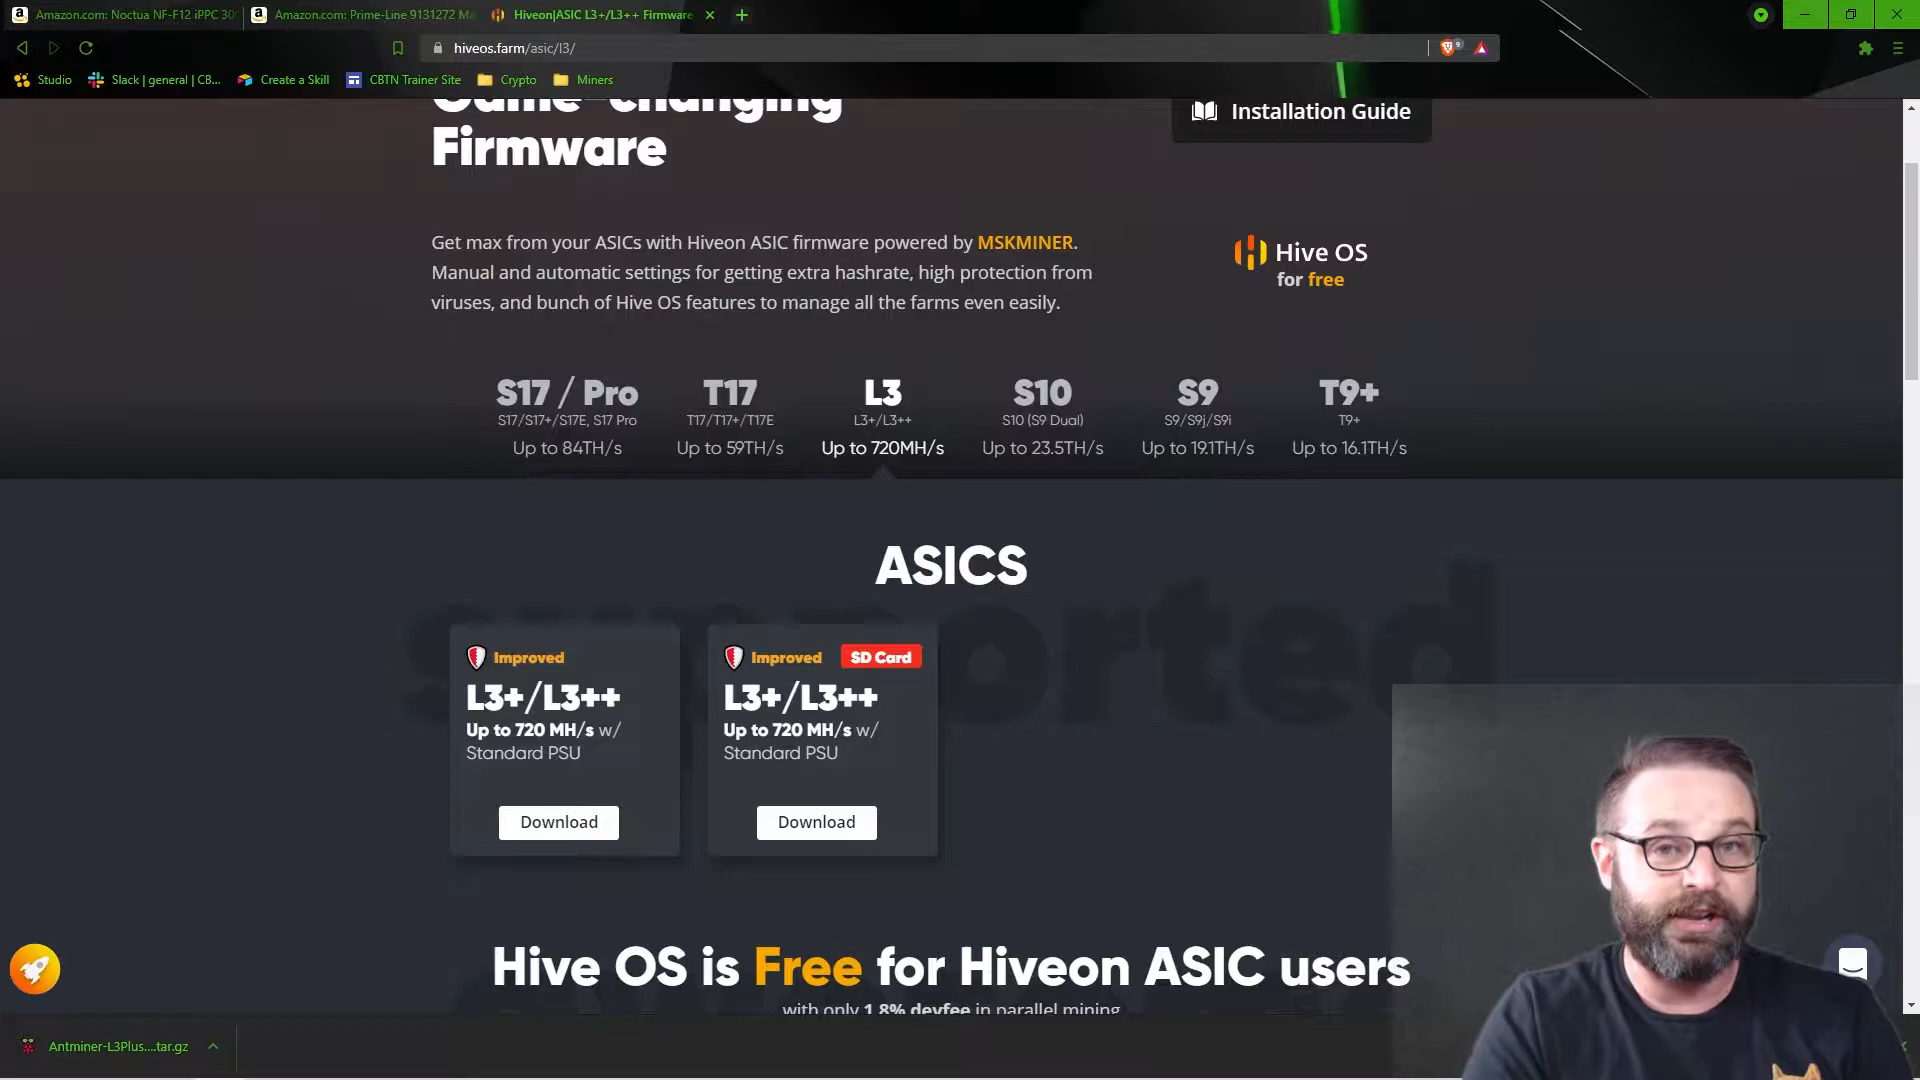 Amazon.com: Noctua NF-F12 iPPC 30
Amazon.com: Prime-Line 9131272 Ma
Hiveon|ASIC L3+/L3++ Firmware
hiveos.farm/asic/l3/
9
Studio
Slack | general | CB...
Create a Skill
CBTN Trainer Site
Crypto
Miners
Game-changing
Firmware
Installation Guide
Get max from your ASICs with Hiveon ASIC firmware powered by MSKMINER.
Manual and automatic settings for getting extra hashrate, high protection from
viruses, and bunch of Hive OS features to manage all the farms even easily.
Hive OS
for free
S17 / Pro
S17/S17+/S17E, S17 Pro
Up to 84TH/s
T17
T17/T17+/T17E
Up to 59TH/s
L3
L3+/L3++
Up to 720MH/s
S10
S10 (S9 Dual)
Up to 23.5TH/s
S9
S9/S9j/S9i
Up to 19.1TH/s
T9+
T9+
Up to 16.1TH/s
supported
ASICS
Improved
L3+/L3++
Up to 720 MH/s w/
Standard PSU
Download
Improved
SD Card
L3+/L3++
Up to 720 MH/s w/
Standard PSU
Download
Hive OS is Free for Hiveon ASIC users
with only 1.8% devfee in parallel mining
Antminer-L3Plus....tar.gz